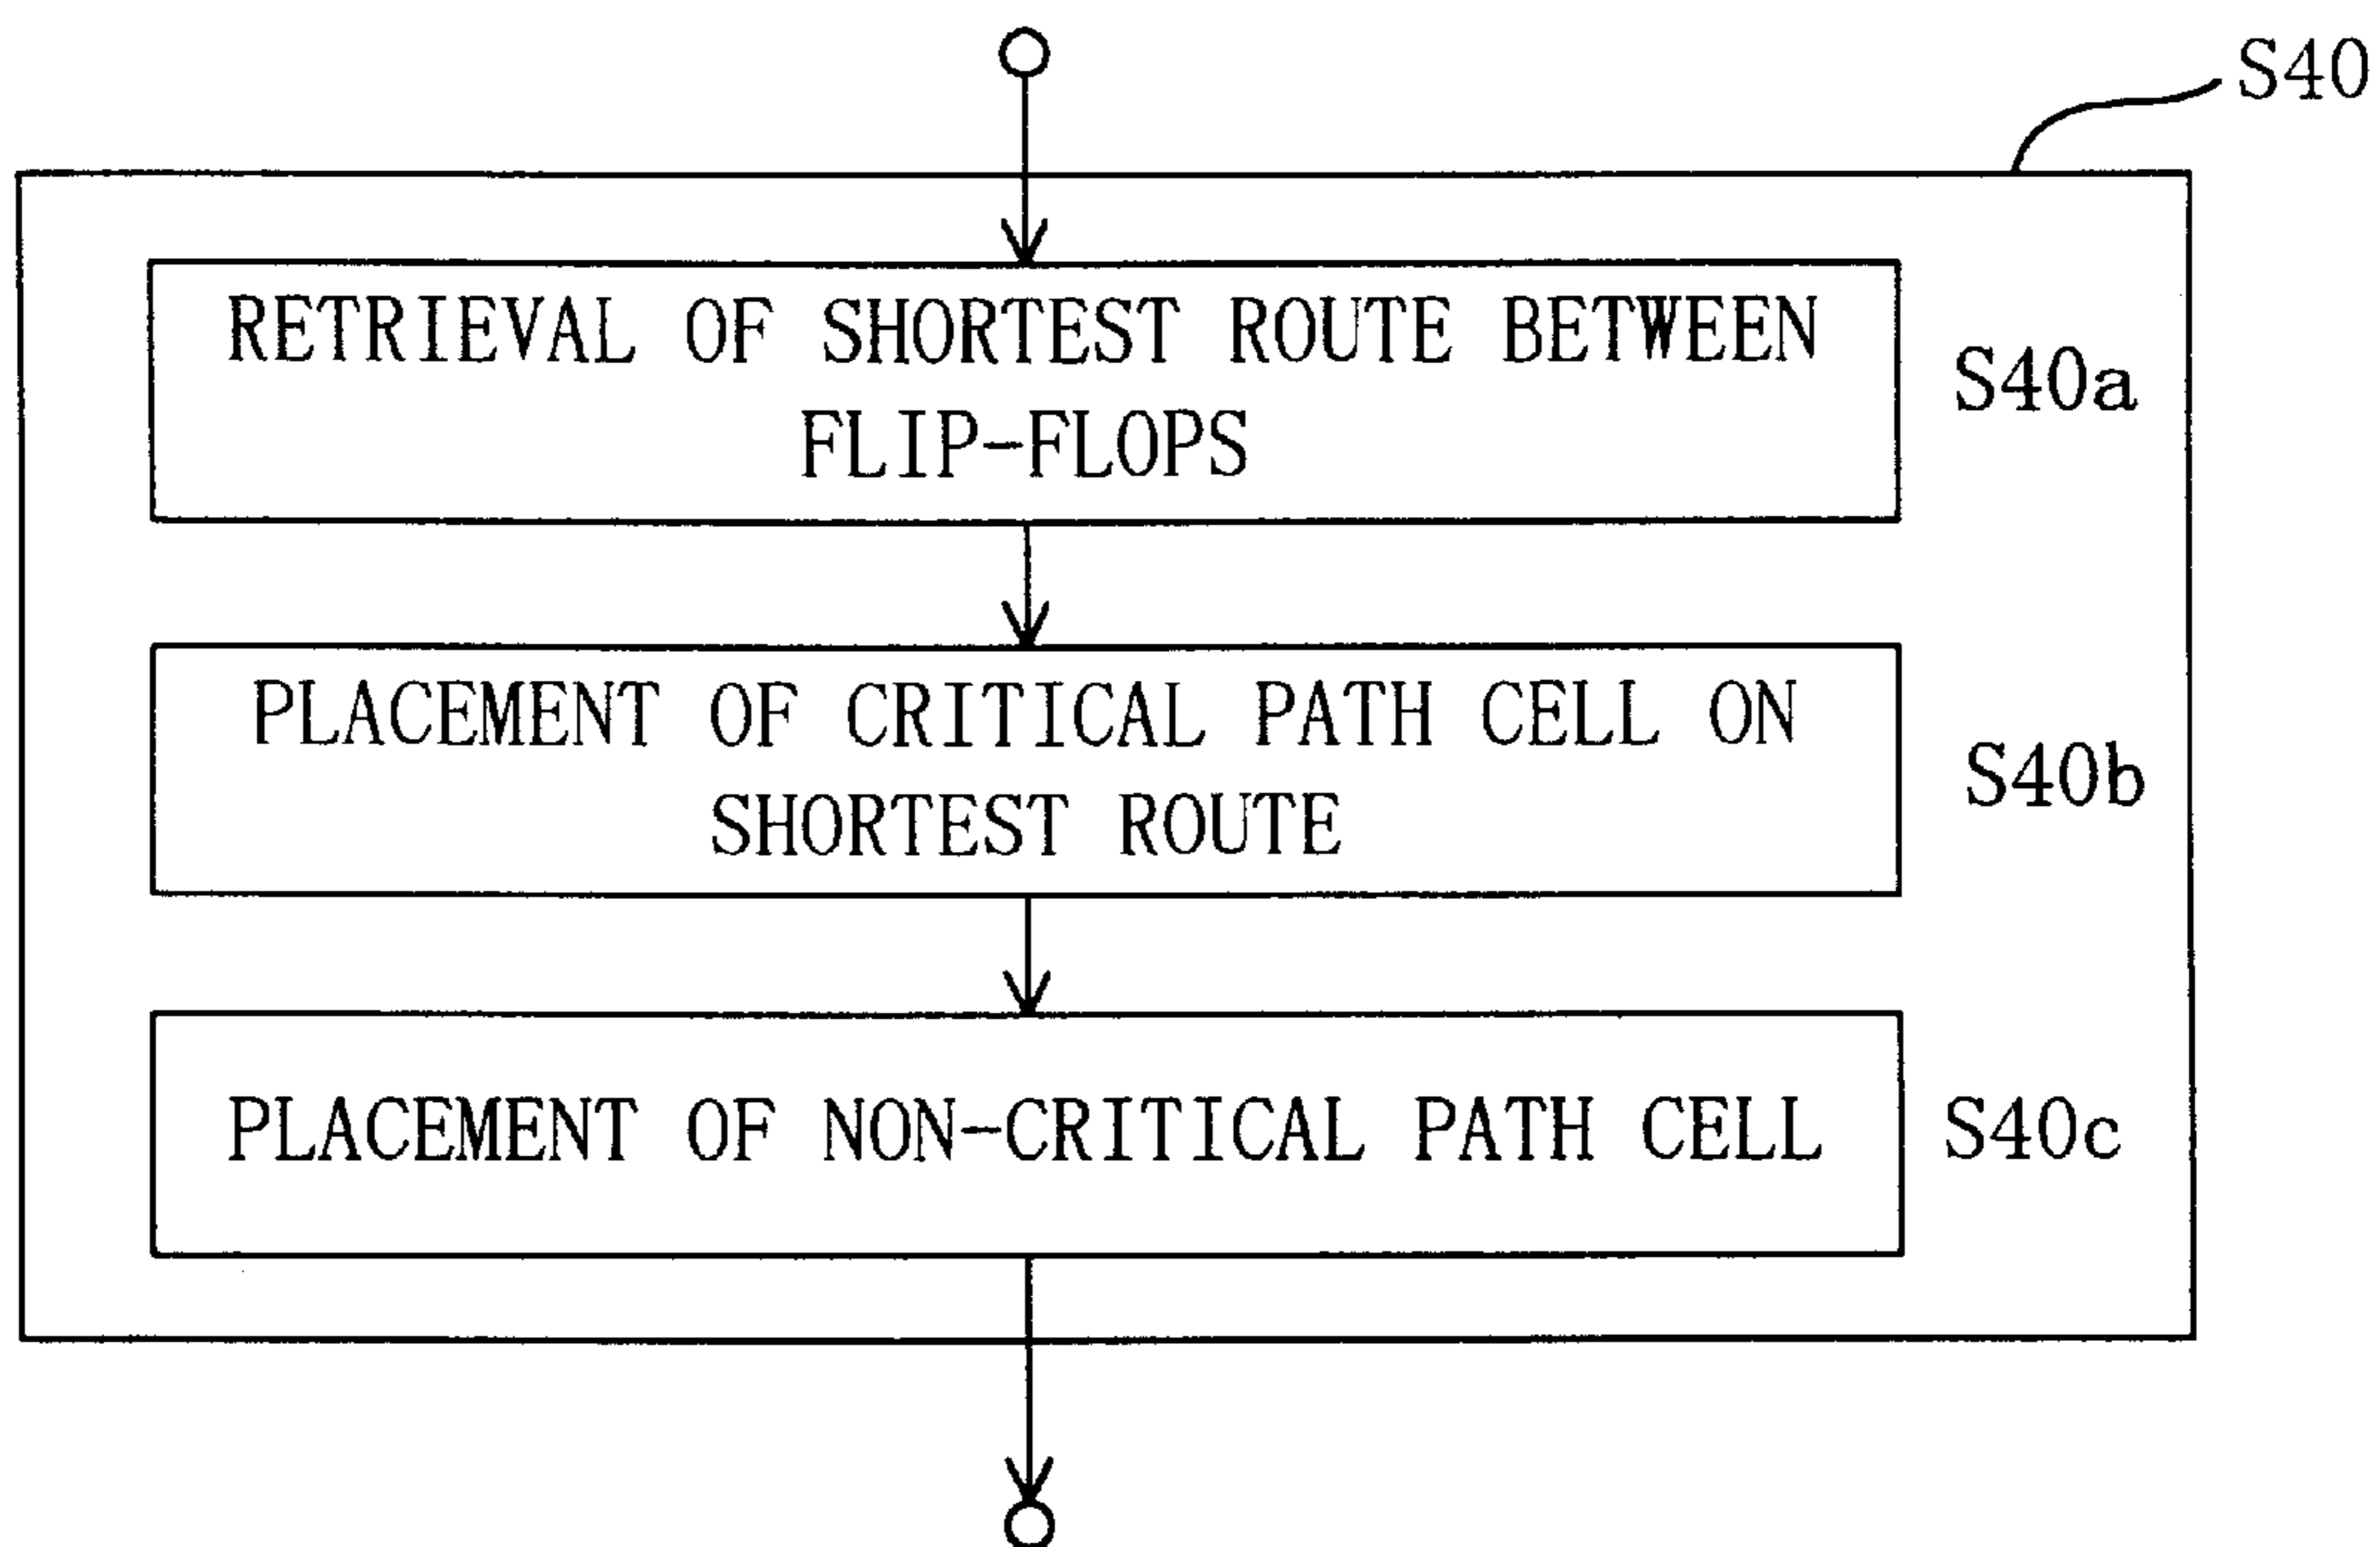 S40
RETRIEVAL OF SHORTEST ROUTE BETWEEN
FLIP-FLOPS
S40a
PLACEMENT OF CRITICAL PATH CELL ON
SHORTEST ROUTE
S40b
PLACEMENT OF NON-CRITICAL PATH CELL
S40c